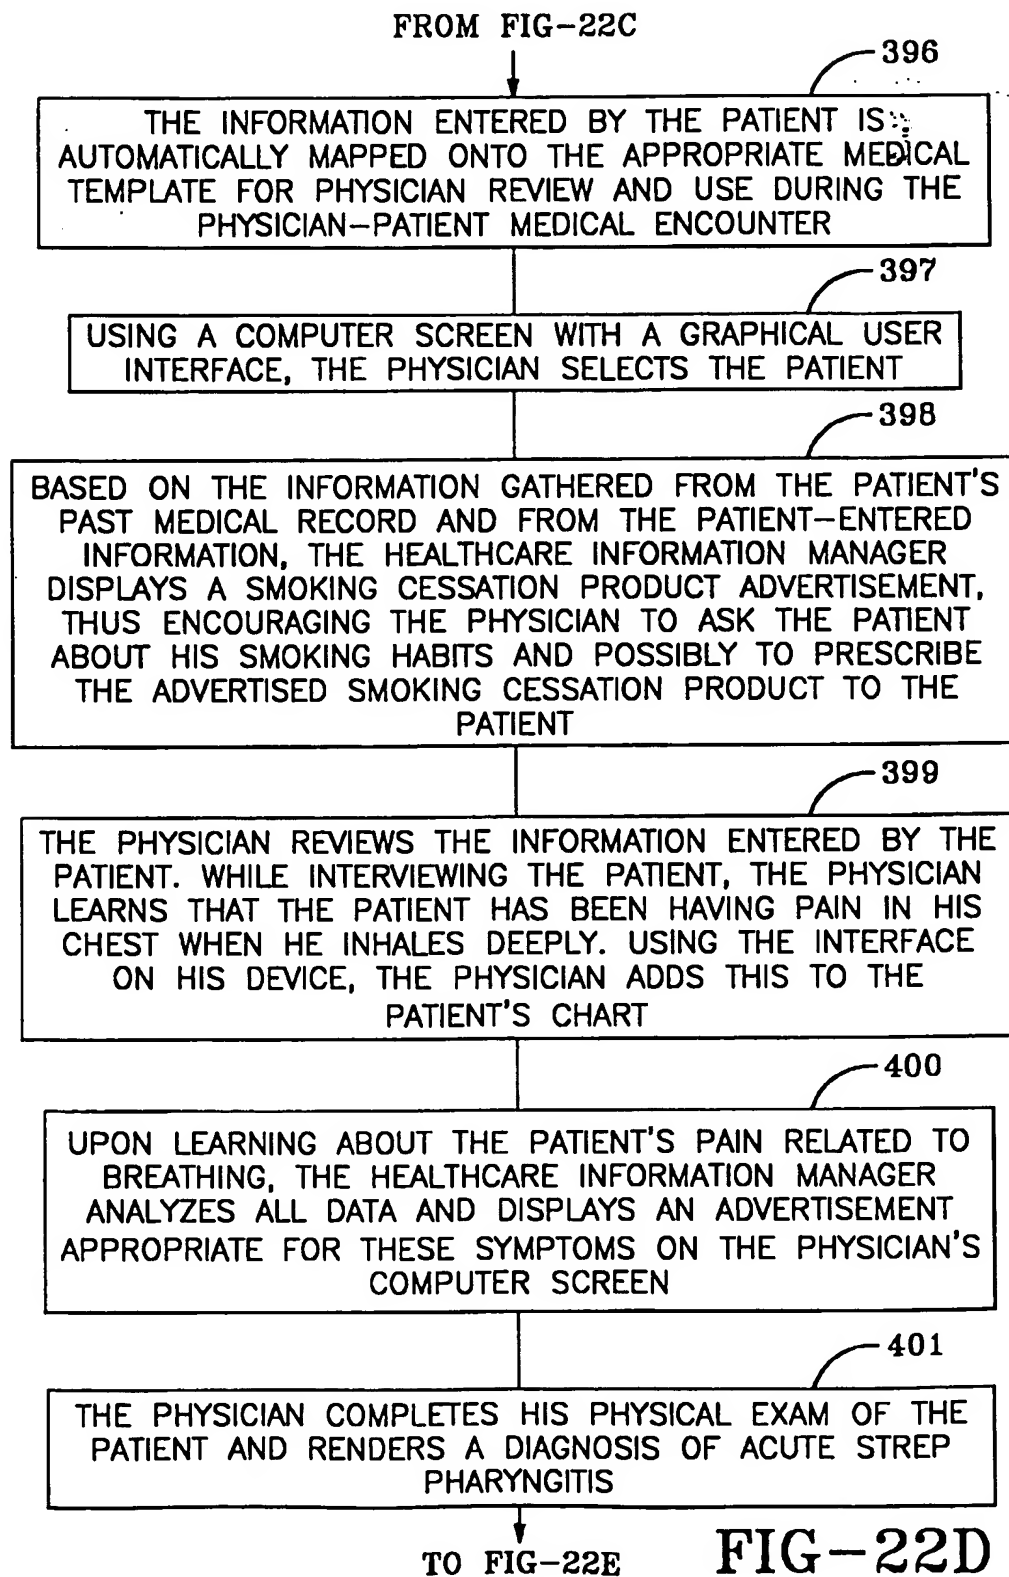 FROM FIG-22C
396
THE INFORMATION ENTERED BY THE PATIENT IS
AUTOMATICALLY MAPPED ONTO THE APPROPRIATE MEDICAL
TEMPLATE FOR PHYSICIAN REVIEW AND USE DURING THE
PHYSICIAN-PATIENT MEDICAL ENCOUNTER
397
USING A COMPUTER SCREEN WITH A GRAPHICAL USER
INTERFACE, THE PHYSICIAN SELECTS THE PATIENT
398
BASED ON THE INFORMATION GATHERED FROM THE PATIENT'S
PAST MEDICAL RECORD AND FROM THE PATIENT-ENTERED
INFORMATION, THE HEALTHCARE INFORMATION MANAGER
DISPLAYS A SMOKING CESSATION PRODUCT ADVERTISEMENT,
THUS ENCOURAGING THE PHYSICIAN TO ASK THE PATIENT
ABOUT HIS SMOKING HABITS AND POSSIBLY TO PRESCRIBE
THE ADVERTISED SMOKING CESSATION PRODUCT TO THE
PATIENT
399
THE PHYSICIAN REVIEWS THE INFORMATION ENTERED BY THE
PATIENT. WHILE INTERVIEWING THE PATIENT, THE PHYSICIAN
LEARNS THAT THE PATIENT HAS BEEN HAVING PAIN IN HIS
CHEST WHEN HE INHALES DEEPLY. USING THE INTERFACE
ON HIS DEVICE, THE PHYSICIAN ADDS THIS TO THE
PATIENT'S CHART
400
UPON LEARNING ABOUT THE PATIENT'S PAIN RELATED TO
BREATHING, THE HEALTHCARE INFORMATION MANAGER
ANALYZES ALL DATA AND DISPLAYS AN ADVERTISEMENT
APPROPRIATE FOR THESE SYMPTOMS ON THE PHYSICIAN'S
COMPUTER SCREEN
401
THE PHYSICIAN COMPLETES HIS PHYSICAL EXAM OF THE
PATIENT AND RENDERS A DIAGNOSIS OF ACUTE STREP
PHARYNGITIS
TO FIG-22E
FIG-22D